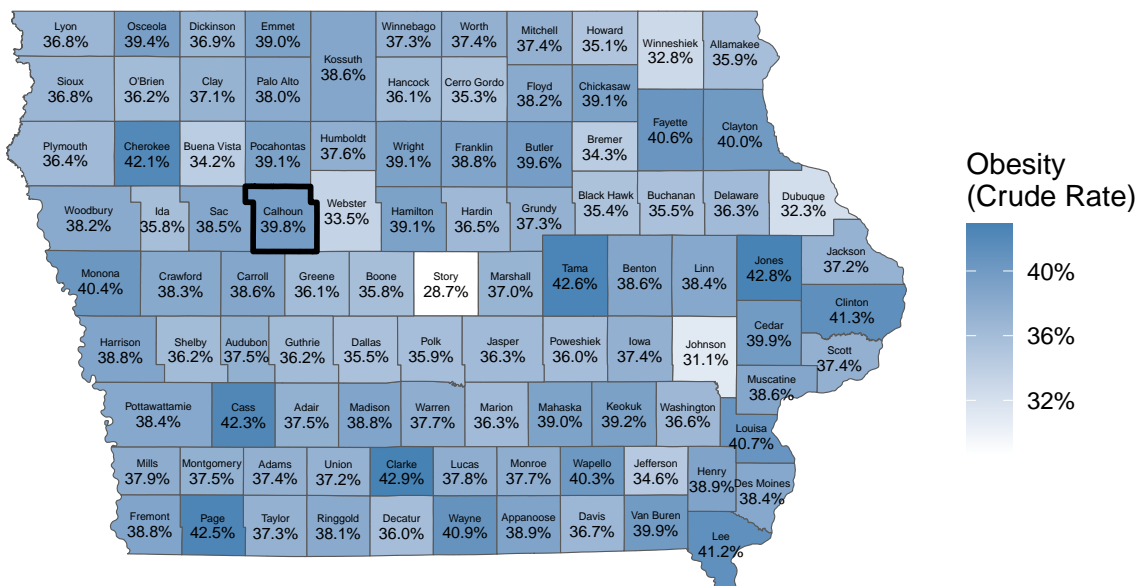 Lyon
36.8%
Osceola
39.4%
Dickinson
36.9%
Emmet
39.0%
Kossuth
38.6%
Winnebago
37.3%
Worth
37.4%
Mitchell
37.4%
Howard
35.1%
Winneshiek
32.8%
Allamakee
35.9%
Sioux
36.8%
O'Brien
36.2%
Clay
37.1%
Palo Alto
38.0%
Hancock
36.1%
Cerro Gordo
35.3%
Floyd
38.2%
Chickasaw
39.1%
Fayette
40.6%
Clayton
40.0%
Plymouth
36.4%
Cherokee
42.1%
Buena Vista
34.2%
Pocahontas
39.1%
Humboldt
37.6%
Wright
39.1%
Franklin
38.8%
Butler
39.6%
Bremer
34.3%
Woodbury
38.2%
Ida
35.8%
Sac
38.5%
Calhoun
39.8%
Webster
33.5%
Hamilton
39.1%
Hardin
36.5%
Grundy
37.3%
Black Hawk
35.4%
Buchanan
35.5%
Delaware
36.3%
Dubuque
32.3%
Monona
40.4%
Crawford
38.3%
Carroll
38.6%
Greene
36.1%
Boone
35.8%
Story
28.7%
Marshall
37.0%
Tama
42.6%
Benton
38.6%
Linn
38.4%
Jones
42.8%
Jackson
37.2%
Clinton
41.3%
Harrison
38.8%
Shelby
36.2%
Audubon
37.5%
Guthrie
36.2%
Dallas
35.5%
Polk
35.9%
Jasper
36.3%
Poweshiek
36.0%
Iowa
37.4%
Johnson
31.1%
Cedar
39.9%
Scott
37.4%
Muscatine
38.6%
Pottawattamie
38.4%
Cass
42.3%
Adair
37.5%
Madison
38.8%
Warren
37.7%
Marion
36.3%
Mahaska
39.0%
Keokuk
39.2%
Washington
36.6%
Louisa
40.7%
Mills
37.9%
Montgomery
37.5%
Adams
37.4%
Union
37.2%
Clarke
42.9%
Lucas
37.8%
Monroe
37.7%
Wapello
40.3%
Jefferson
34.6%
Henry
38.9%
Des Moines
38.4%
Fremont
38.8%
Page
42.5%
Taylor
37.3%
Ringgold
38.1%
Decatur
36.0%
Wayne
40.9%
Appanoose
38.9%
Davis
36.7%
Van Buren
39.9%
Lee
41.2%
Obesity
(Crude Rate)
40%
36%
32%